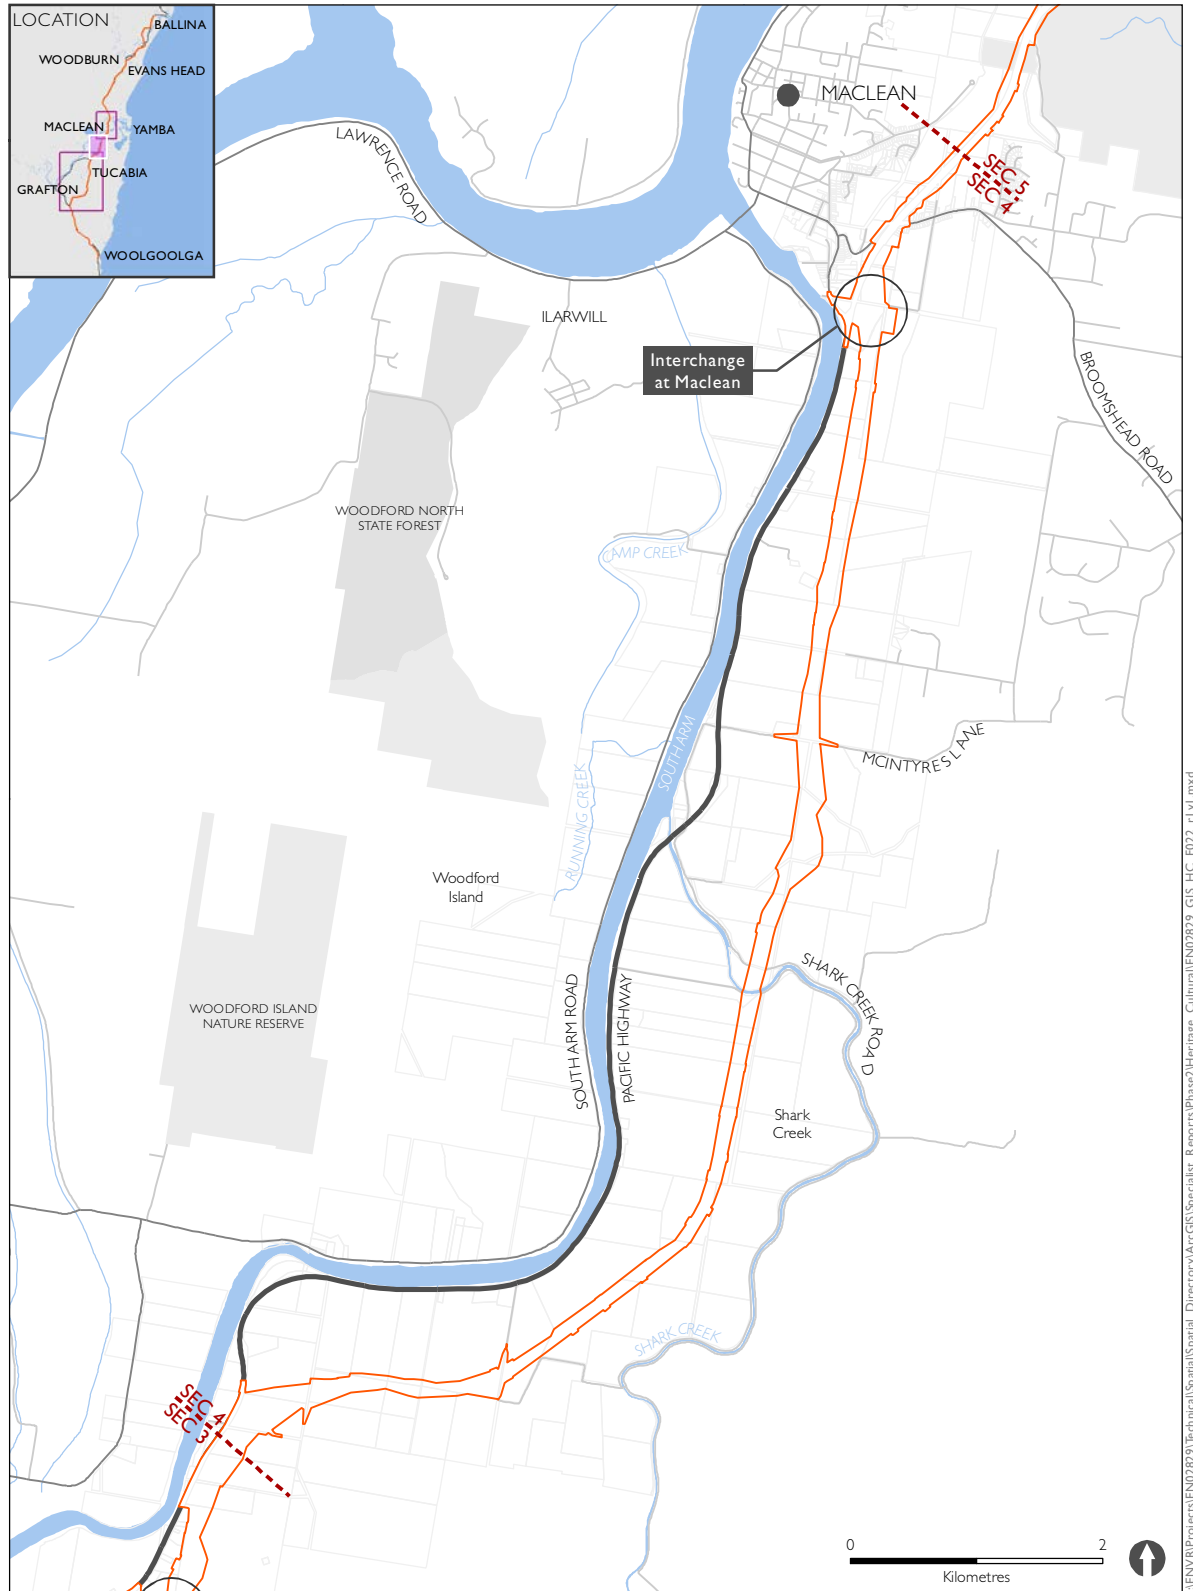 LOCATION
BALLINA
WOODBURN
EVANS HEAD
MACLEAN
YAMBA
TUCABIA
GRAFTON
WOOLGOOLGA
MACLEAN
SEC 5
SEC 4
LAWRENCE ROAD
ILARWILL
Interchange
at Maclean
BROOMSHEAD ROAD
WOODFORD NORTH
STATE FOREST
CAMP CREEK
SOUTH ARM
MCINTYRES LANE
RUNNING CREEK
Woodford
Island
SHARK CREEK ROAD
WOODFORD ISLAND
NATURE RESERVE
SOUTH ARM ROAD
PACIFIC HIGHWAY
Shark
Creek
SHARK CREEK
SEC 4
SEC 3
0 2
Kilometres